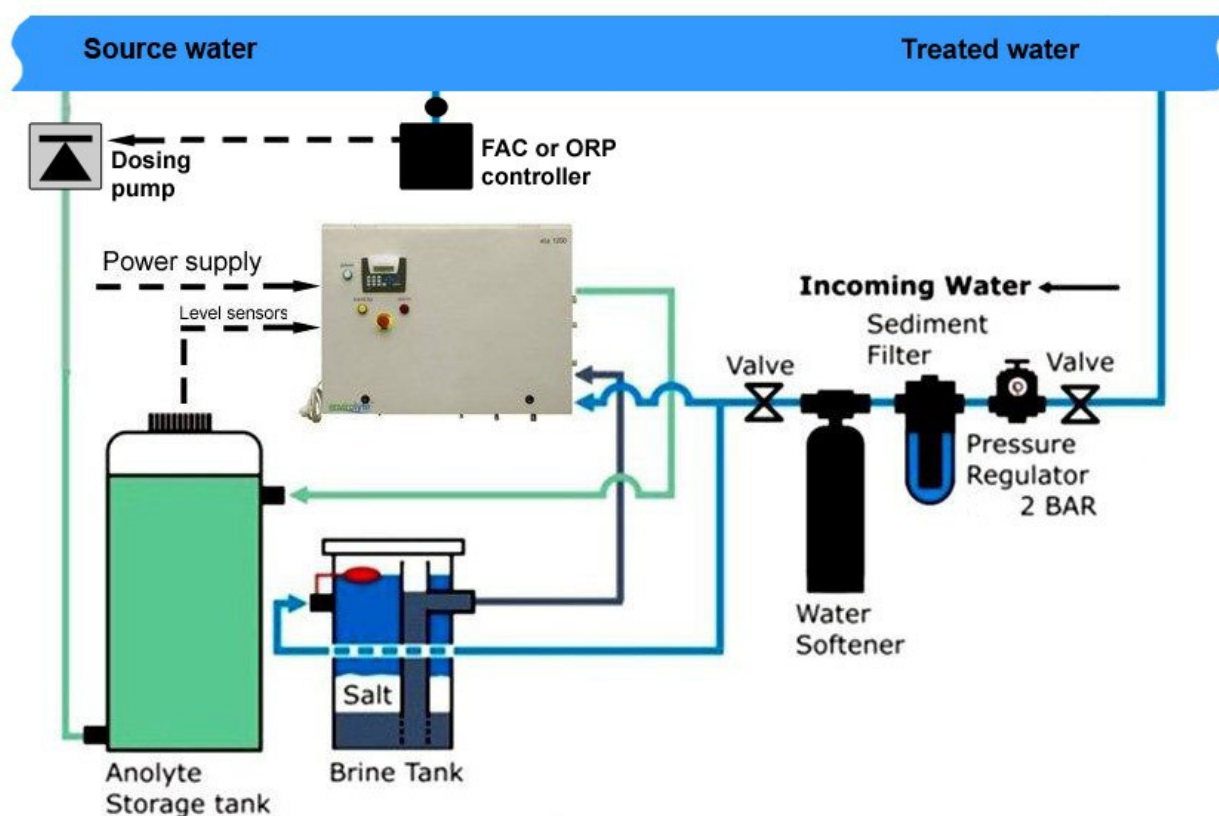 Source water
Treated water
Dosing
pump
FAC or ORP
controller
Power supply
Level sensors
Incoming Water
Sediment
Filter
Valve
Valve
Pressure
Regulator
2 BAR
Water
Softener
Salt
Brine Tank
Anolyte
Storage tank